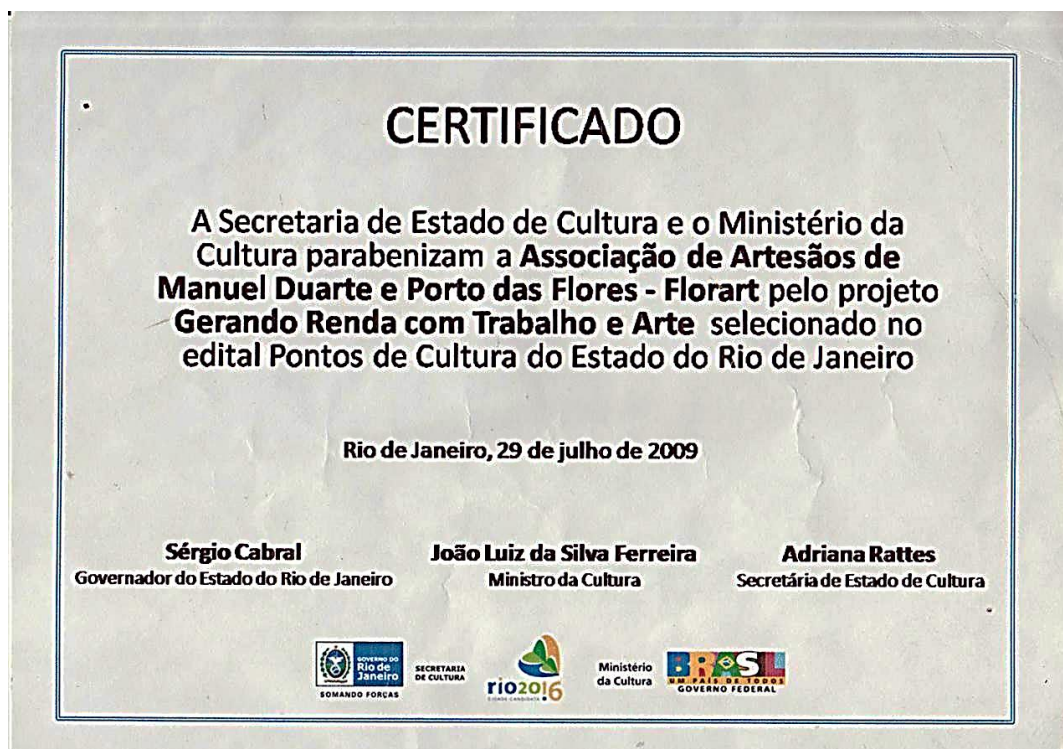 CERTIFICADO
A Secretaria de Estado de Cultura e o Ministério da
Cultura parabenizam a Associação de Artesãos de
Manuel Duarte e Porto das Flores - Florart pelo projeto
Gerando Renda com Trabalho e Arte selecionado no
edital Pontos de Cultura do Estado do Rio de Janeiro
Rio de Janeiro, 29 de julho de 2009
Sérgio Cabral
Governador do Estado do Rio de Janeiro
João Luiz da Silva Ferreira
Ministro da Cultura
Adriana Rattes
Secretária de Estado de Cultura
GOVERNO DO
Rio de
Janeiro
SOMANDO FORÇAS
SECRETARIA
DE CULTURA
rio2016
CIDADE CANDIDATA
Ministério
da Cultura
BRASIL
UM PAÍS DE TODOS
GOVERNO FEDERAL